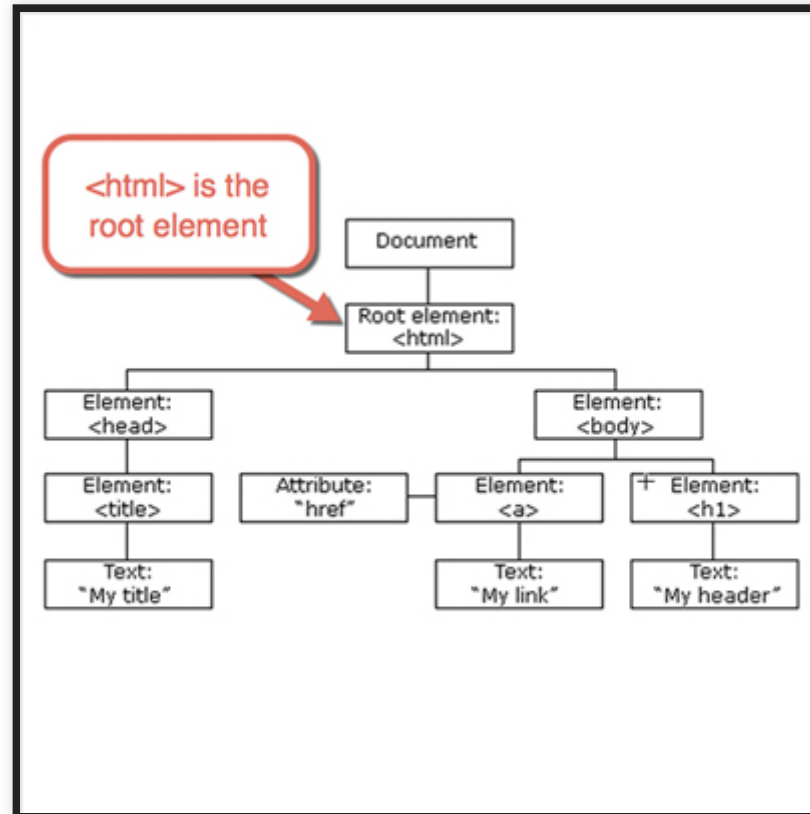 <html> is the
root element
Document
Root element:
<html>
Element:
<head>
Element:
<body>
Element:
<title>
Attribute:
"href"
Element:
<a>
Element:
<h1>
Text:
"My title"
Text:
"My link"
Text:
"My header"